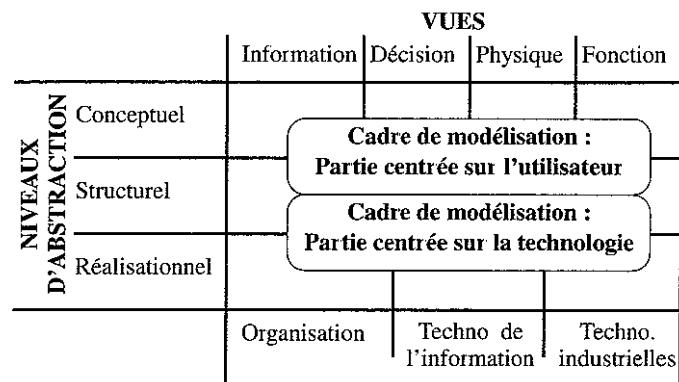 VUES
Information Décision Physique Fonction
NIVEAUX
D'ABSTRACTION
Conceptuel
Cadre de modélisation :
Partie centrée sur l'utilisateur
Structurel
Cadre de modélisation :
Partie centrée sur la technologie
Réalisationnel
Organisation Techno de Techno.
l'information industrielles